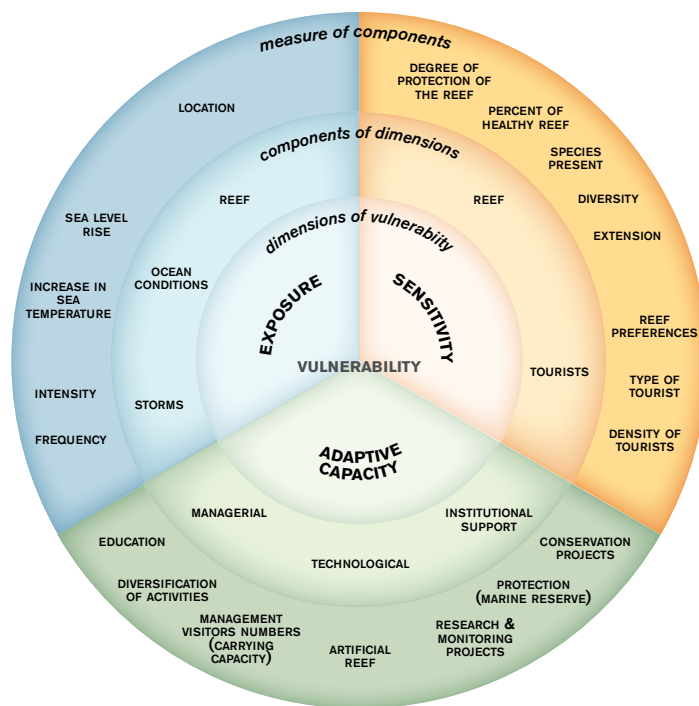 measure of components
DEGREE OF
PROTECTION OF
THE REEF
PERCENT OF
HEALTHY REEF
SPECIES
PRESENT
DIVERSITY
EXTENSION
REEF
PREFERENCES
TYPE OF
TOURIST
DENSITY OF
TOURISTS
LOCATION
SEA LEVEL
RISE
INCREASE IN
SEA
TEMPERATURE
INTENSITY
FREQUENCY
components of dimensions
REEF
OCEAN
CONDITIONS
STORMS
REEF
TOURISTS
dimensions of vulnerabiity
EXPOSURE
SENSITIVITY
VULNERABILITY
ADAPTIVE
CAPACITY
MANAGERIAL
TECHNOLOGICAL
INSTITUTIONAL
SUPPORT
EDUCATION
DIVERSIFICATION
OF ACTIVITIES
MANAGEMENT
VISITORS NUMBERS
(CARRYING
CAPACITY)
ARTIFICIAL
REEF
RESEARCH &
MONITORING
PROJECTS
PROTECTION
(MARINE RESERVE)
CONSERVATION
PROJECTS